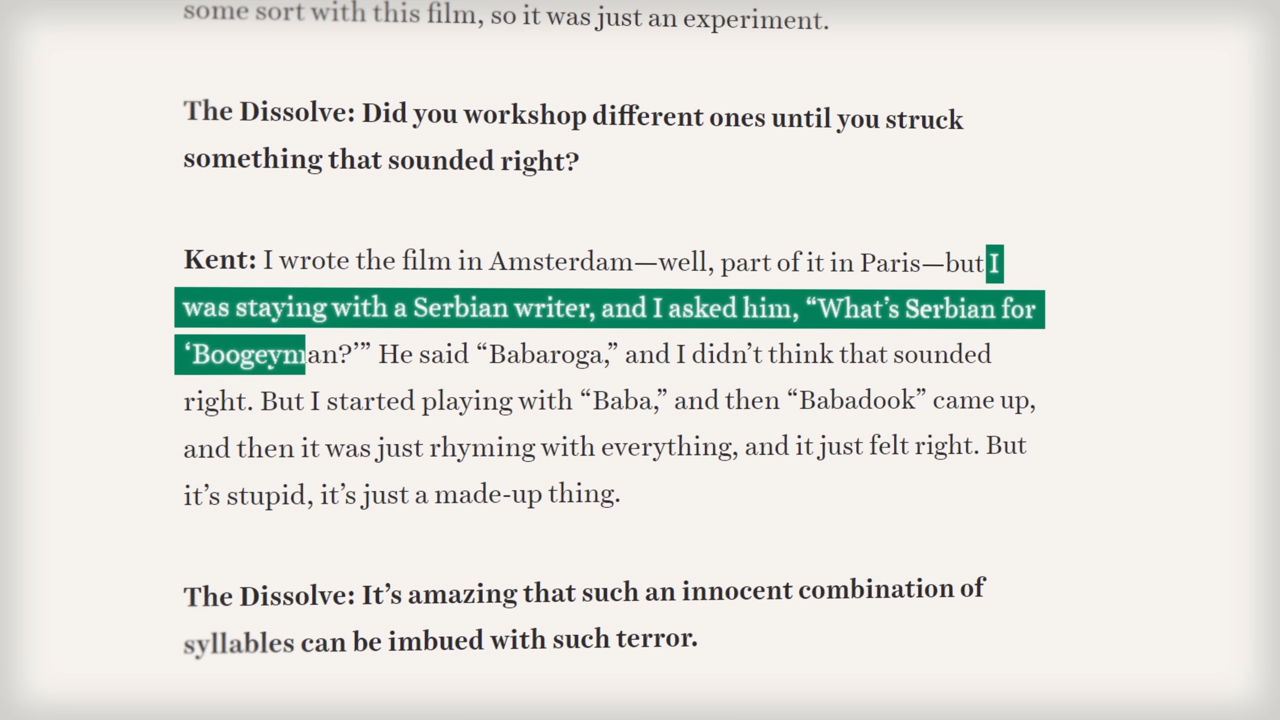 some sort with this film, so it was just an experiment.
The Dissolve: Did you workshop different ones until you struck
something that sounded right?
Kent: I wrote the film in Amsterdam—well, part of it in Paris—but I
was staying with a Serbian writer, and I asked him, “What’s Serbian for
‘Boogeyman?’” He said “Babaroga,” and I didn’t think that sounded
right. But I started playing with “Baba,” and then “Babadook” came up,
and then it was just rhyming with everything, and it just felt right. But
it’s stupid, it’s just a made-up thing.
The Dissolve: It’s amazing that such an innocent combination of
syllables can be imbued with such terror.